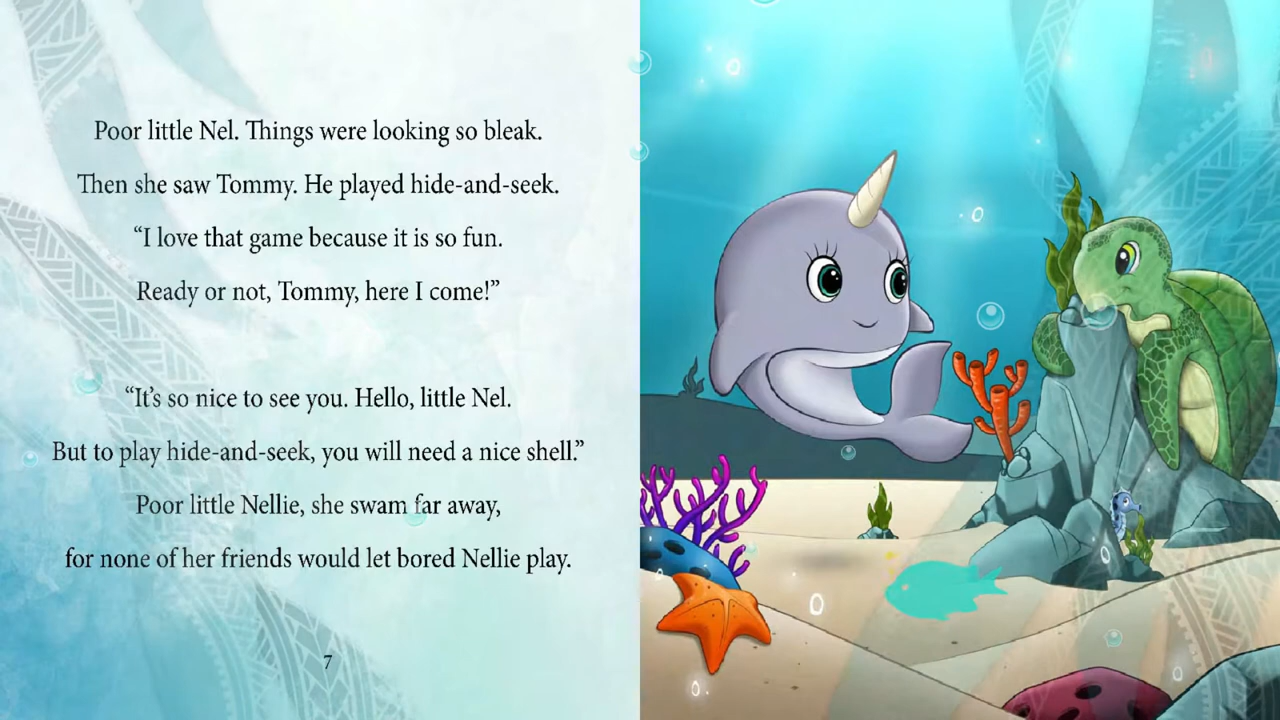 Poor little Nel. Things were looking so bleak.
Then she saw Tommy. He played hide-and-seek.
“I love that game because it is so fun.
Ready or not, Tommy, here I come!”
“It’s so nice to see you. Hello, little Nel.
But to play hide-and-seek, you will need a nice shell.”
Poor little Nellie, she swam far away,
for none of her friends would let bored Nellie play.
7